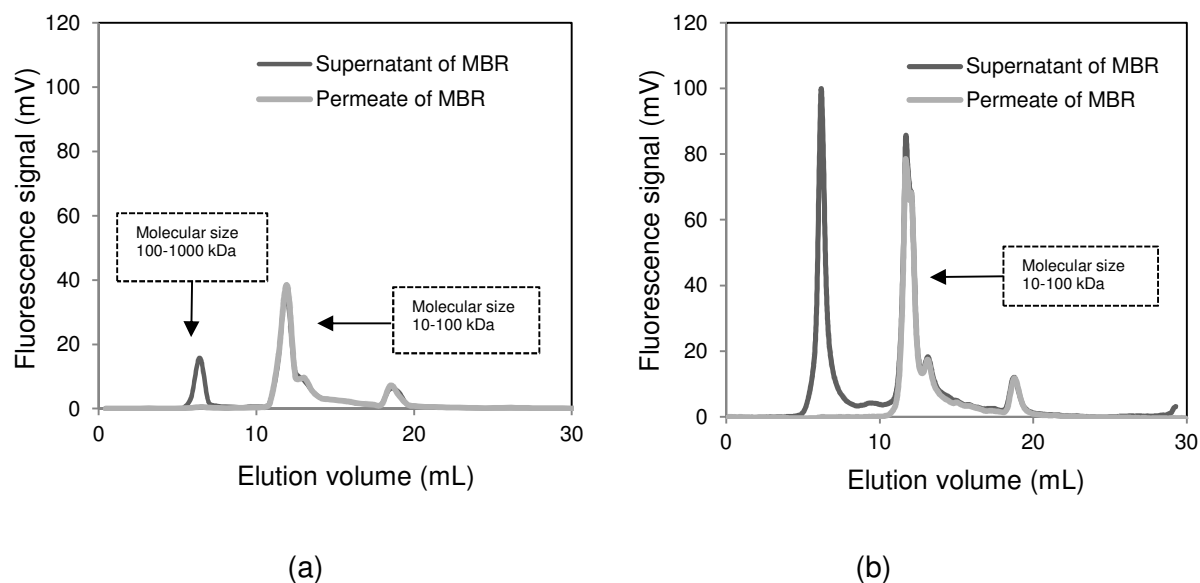 120
100
80
60
40
20
0
Fluorescence signal (mV)
Supernatant of MBR
Permeate of MBR
Molecular size
100-1000 kDa
Molecular size
10-100 kDa
0
10
20
30
Elution volume (mL)
(a)
120
100
80
60
40
20
0
Fluorescence signal (mV)
Supernatant of MBR
Permeate of MBR
Molecular size
10-100 kDa
0
10
20
30
Elution volume (mL)
(b)